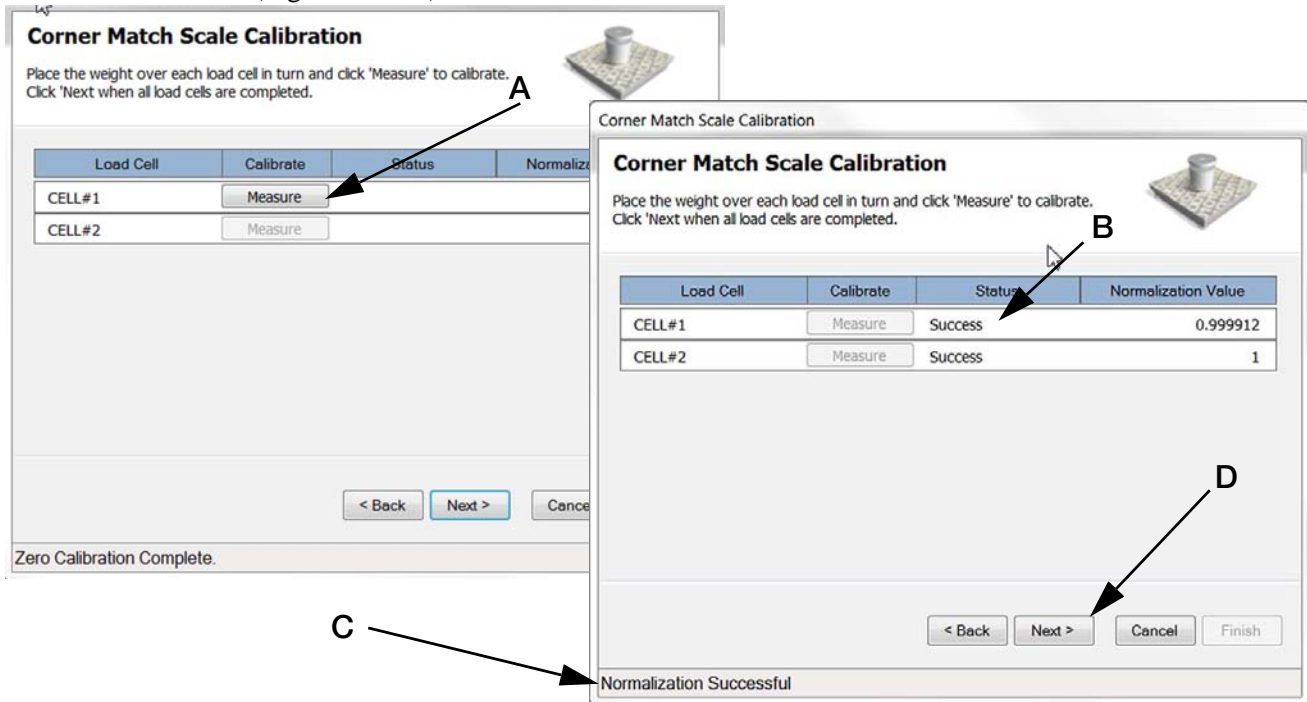 Corner Match Scale Calibration
Place the weight over each load cell in turn and click 'Measure' to calibrate.
Click 'Next when all load cells are completed.
A
Load Cell Calibrate Status
CELL#1 Measure
CELL#2 Measure
< Back Next >
Zero Calibration Complete.
Corner Match Scale Calibration
Corner Match Scale Calibration
Place the weight over each load cell in turn and click 'Measure' to calibrate.
Click 'Next when all load cells are completed.
B
Load Cell Calibrate Status Normalization Value
CELL#1 Measure Success 0.999912
CELL#2 Measure Success 1
D
< Back Next > Cancel Finish
C
Normalization Successful